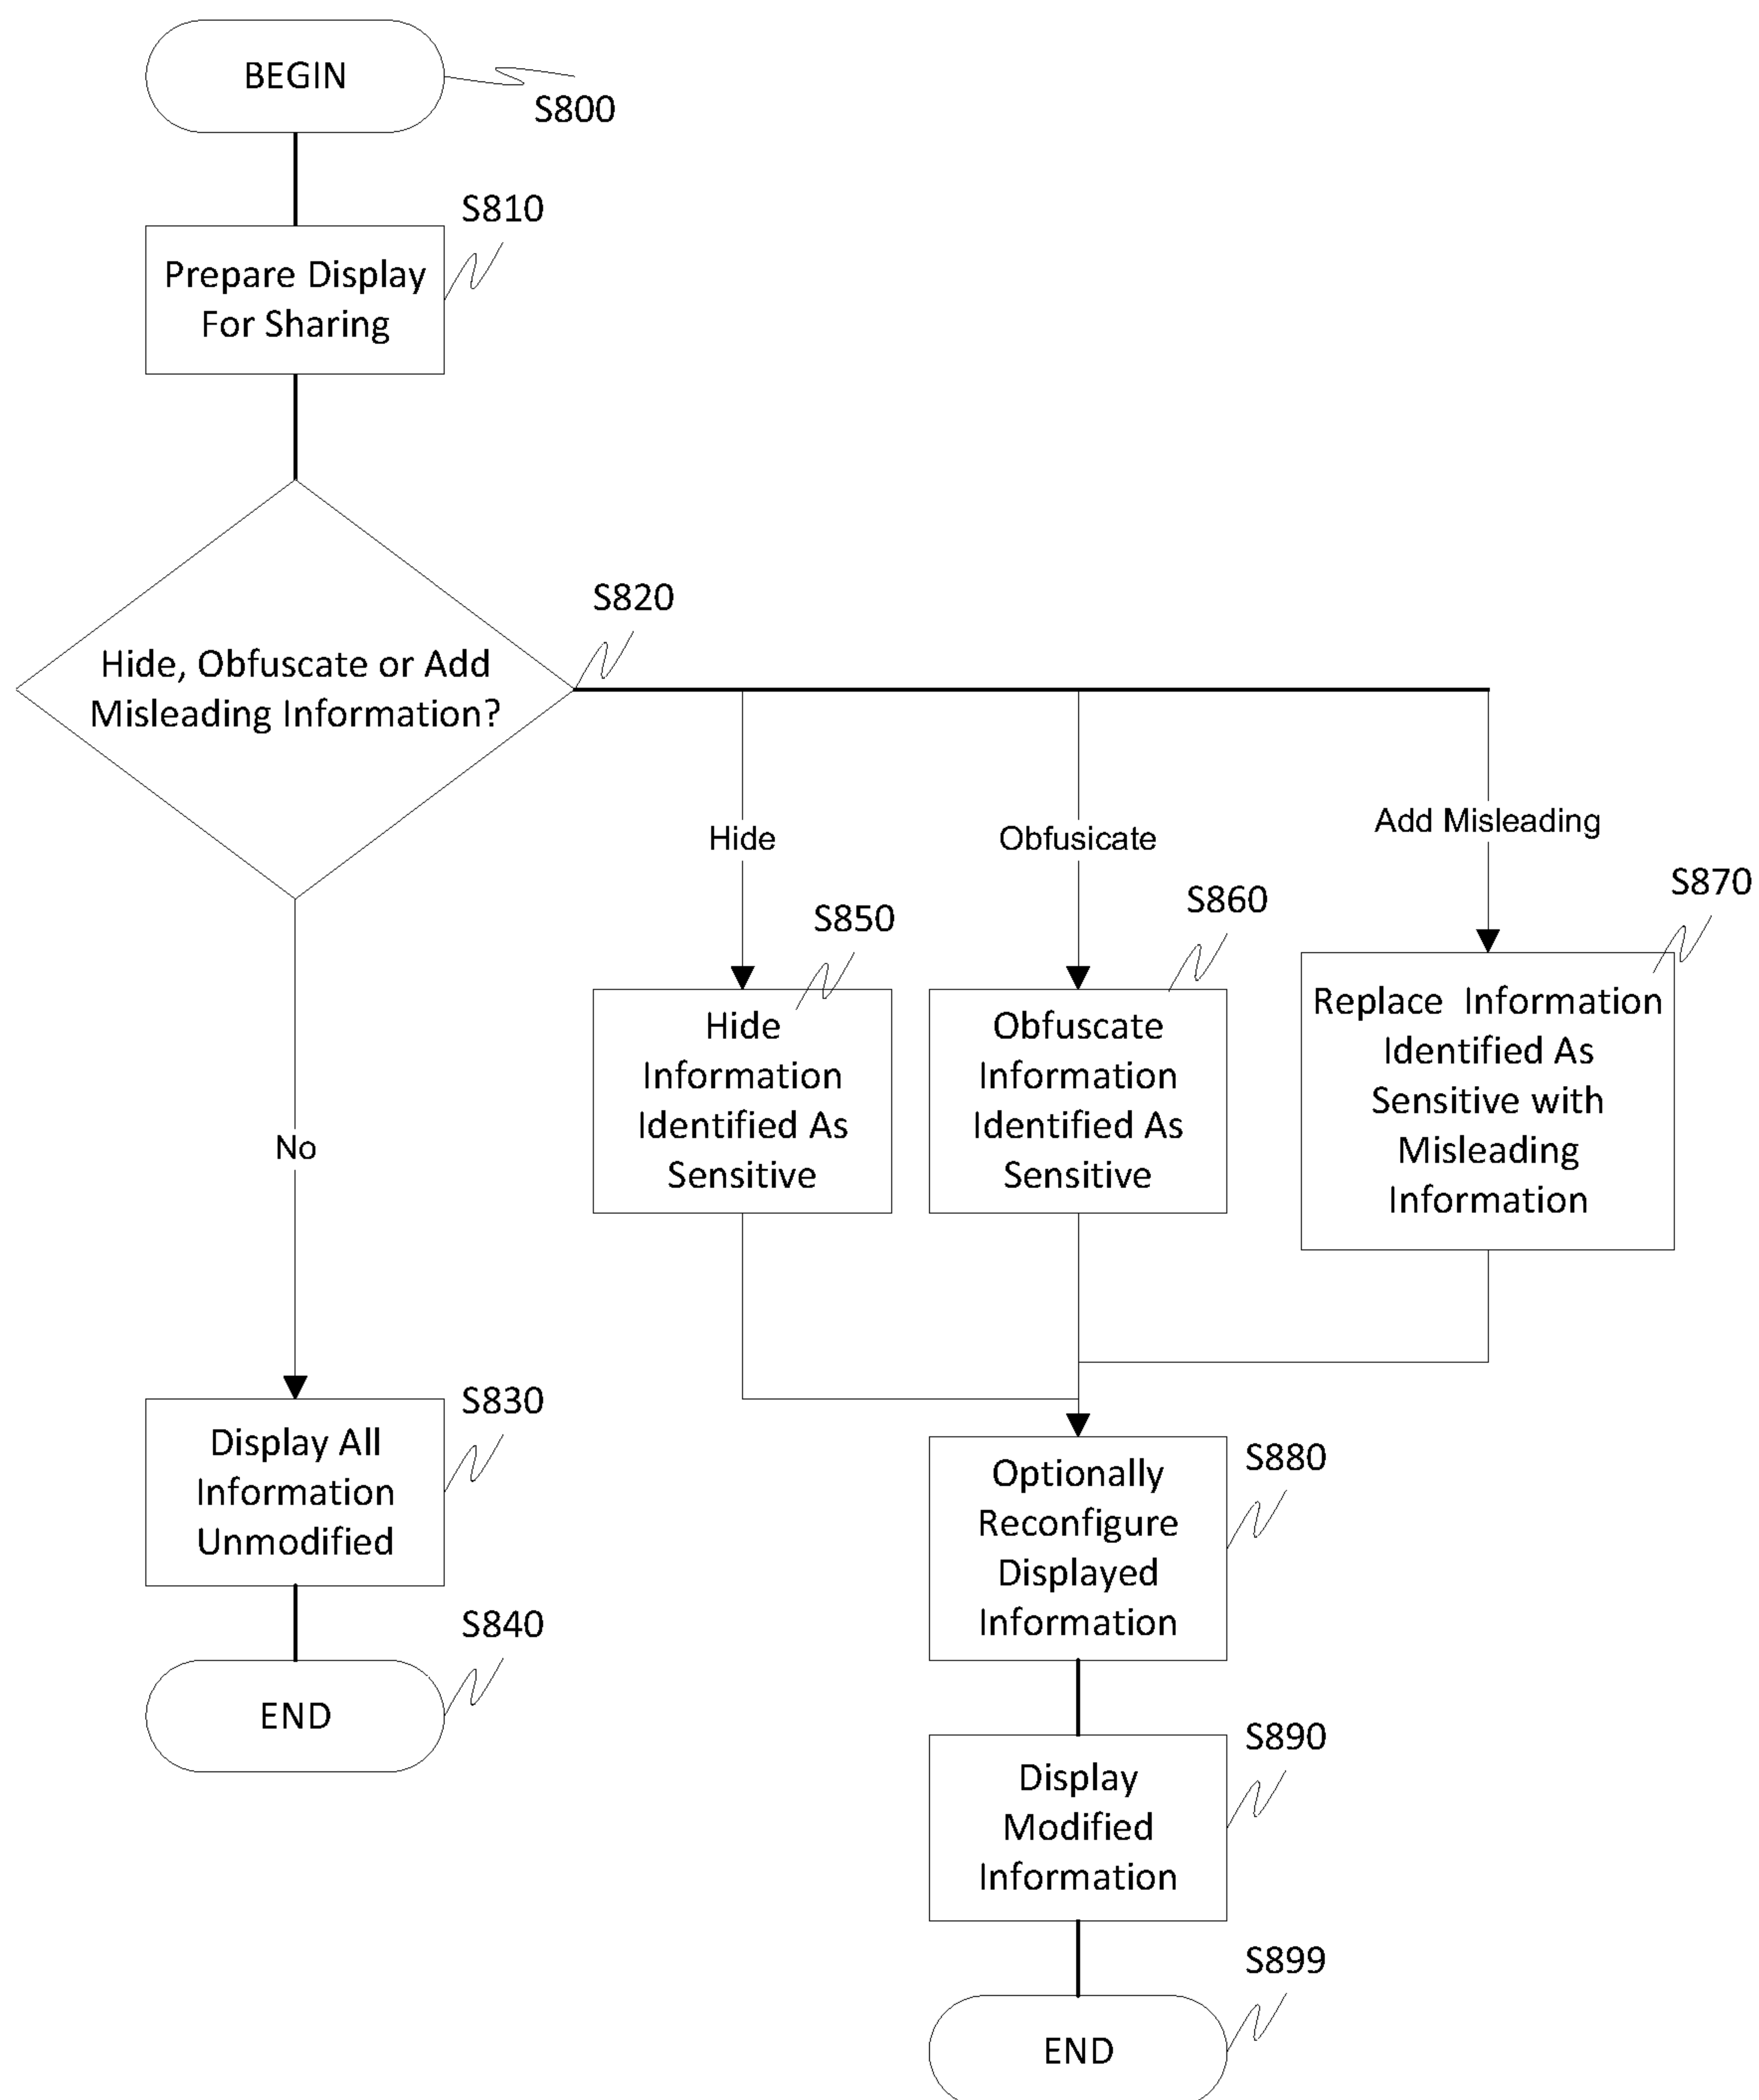 BEGIN
S800
S810
Prepare Display
For Sharing
S820
Hide, Obfuscate or Add
Misleading Information?
Hide
Obfusicate
Add Misleading
S850
S860
S870
Hide
Information
Identified As
Sensitive
Obfuscate
Information
Identified As
Sensitive
Replace Information
Identified As
Sensitive with
Misleading
Information
No
S830
Display All
Information
Unmodified
S840
END
S880
Optionally
Reconfigure
Displayed
Information
S890
Display
Modified
Information
S899
END